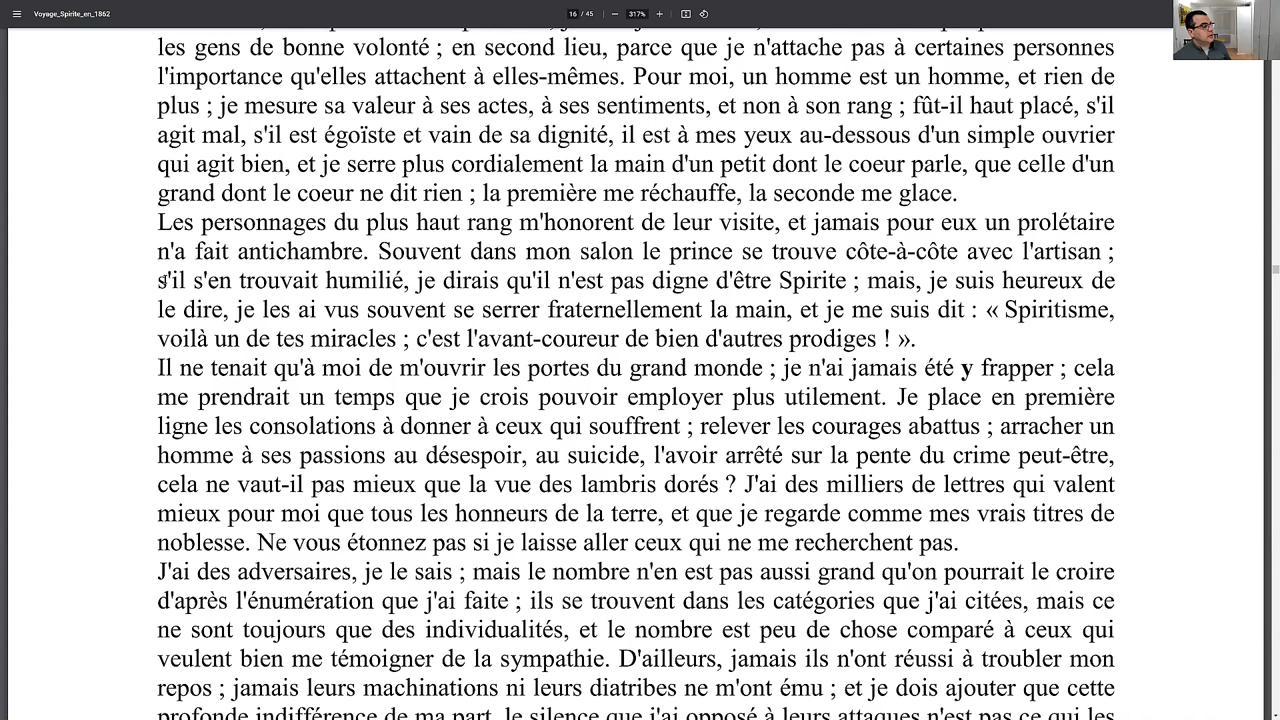 Voyage_Spirite_en_1862
16 / 45
317%
les gens de bonne volonté ; en second lieu, parce que je n'attache pas à certaines personnes
l'importance qu'elles attachent à elles-mêmes. Pour moi, un homme est un homme, et rien de
plus ; je mesure sa valeur à ses actes, à ses sentiments, et non à son rang ; fût-il haut placé, s'il
agit mal, s'il est égoïste et vain de sa dignité, il est à mes yeux au-dessous d'un simple ouvrier
qui agit bien, et je serre plus cordialement la main d'un petit dont le coeur parle, que celle d'un
grand dont le coeur ne dit rien ; la première me réchauffe, la seconde me glace.
Les personnages du plus haut rang m'honorent de leur visite, et jamais pour eux un prolétaire
n'a fait antichambre. Souvent dans mon salon le prince se trouve côte-à-côte avec l'artisan ;
s'il s'en trouvait humilié, je dirais qu'il n'est pas digne d'être Spirite ; mais, je suis heureux de
le dire, je les ai vus souvent se serrer fraternellement la main, et je me suis dit : « Spiritisme,
voilà un de tes miracles ; c'est l'avant-coureur de bien d'autres prodiges ! ».
Il ne tenait qu'à moi de m'ouvrir les portes du grand monde ; je n'ai jamais été y frapper ; cela
me prendrait un temps que je crois pouvoir employer plus utilement. Je place en première
ligne les consolations à donner à ceux qui souffrent ; relever les courages abattus ; arracher un
homme à ses passions au désespoir, au suicide, l'avoir arrêté sur la pente du crime peut-être,
cela ne vaut-il pas mieux que la vue des lambris dorés ? J'ai des milliers de lettres qui valent
mieux pour moi que tous les honneurs de la terre, et que je regarde comme mes vrais titres de
noblesse. Ne vous étonnez pas si je laisse aller ceux qui ne me recherchent pas.
J'ai des adversaires, je le sais ; mais le nombre n'en est pas aussi grand qu'on pourrait le croire
d'après l'énumération que j'ai faite ; ils se trouvent dans les catégories que j'ai citées, mais ce
ne sont toujours que des individualités, et le nombre est peu de chose comparé à ceux qui
veulent bien me témoigner de la sympathie. D'ailleurs, jamais ils n'ont réussi à troubler mon
repos ; jamais leurs machinations ni leurs diatribes ne m'ont ému ; et je dois ajouter que cette
profonde indifférence de ma part, le silence que j'ai opposé à leurs attaques n'est pas ce qui les